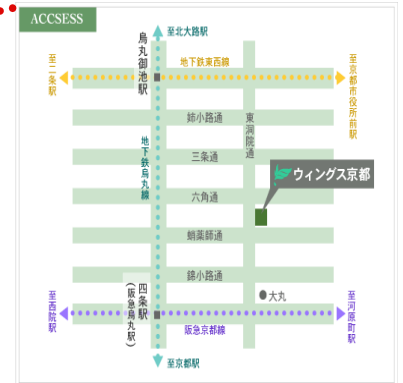 ACCSESS
至北大路駅
烏丸御池駅
地下鉄東西線
至二条駅
至京都市役所前駅
姉小路通
東洞院通
地下鉄烏丸線
三条通
ウィングス京都
六角通
蛸薬師通
錦小路通
四条駅
(阪急烏丸駅)
大丸
至西院駅
至河原町駅
阪急京都線
至京都駅